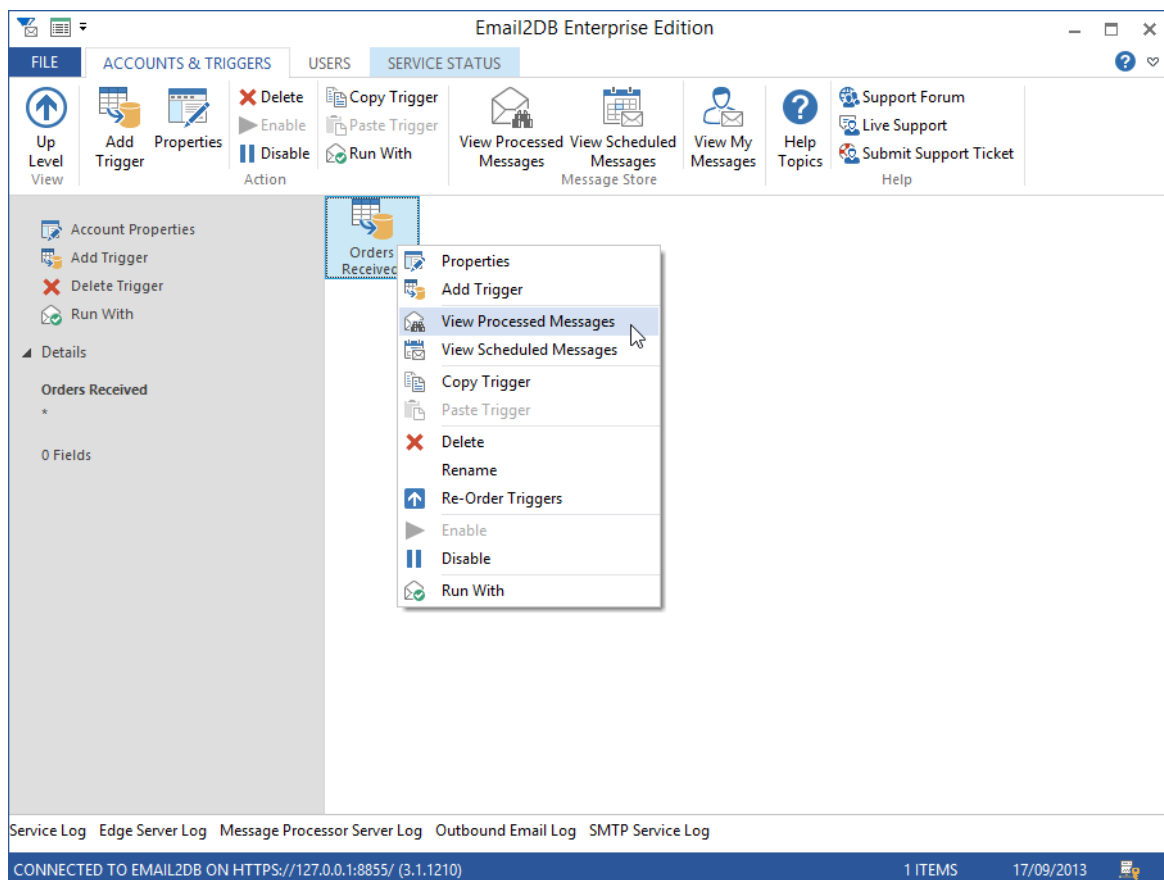 Email2DB Enterprise Edition
FILE ACCOUNTS & TRIGGERS USERS SERVICE STATUS
Up Level
Add Trigger
Properties
Delete
Enable
Disable
Copy Trigger
Paste Trigger
Run With
View Processed Messages
View Scheduled Messages
View My Messages
Help Topics
Support Forum
Live Support
Submit Support Ticket
View Action Message Store Help
Account Properties
Add Trigger
Delete Trigger
Run With
Details
Orders Received
*
0 Fields
Orders
Received
Properties
Add Trigger
View Processed Messages
View Scheduled Messages
Copy Trigger
Paste Trigger
Delete
Rename
Re-Order Triggers
Enable
Disable
Run With
Service Log Edge Server Log Message Processor Server Log Outbound Email Log SMTP Service Log
CONNECTED TO EMAIL2DB ON HTTPS://127.0.0.1:8855/ (3.1.1210) 1 ITEMS 17/09/2013